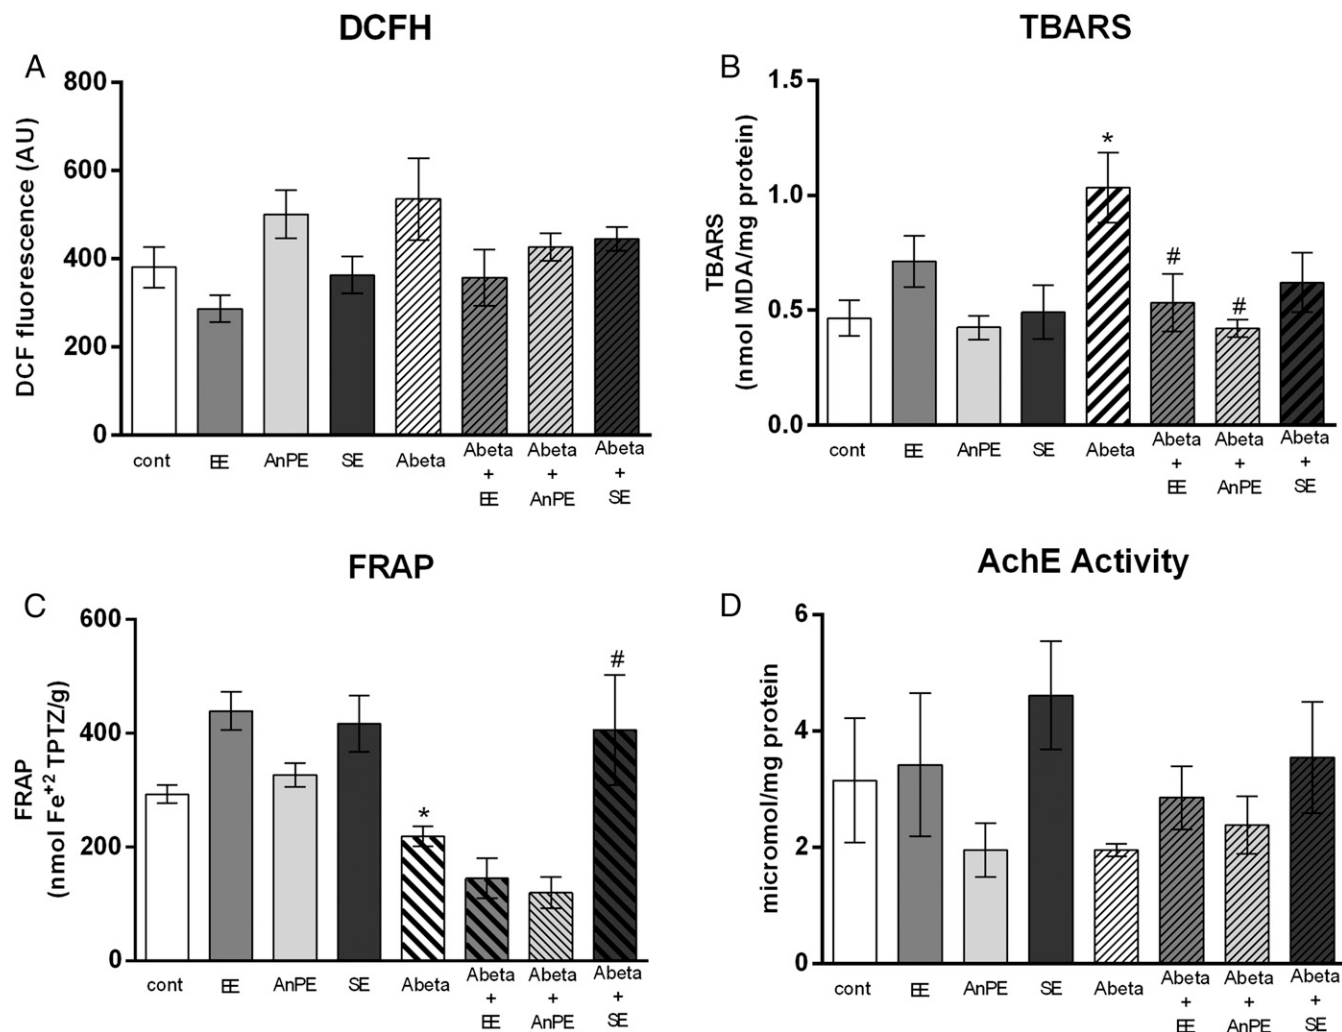 DCFH
A
DCF fluorescence (AU)
800
600
400
200
0
cont EE AnPE SE Abeta Abeta + EE Abeta + AnPE Abeta + SE
TBARS
B
TBARS
(nmol MDA/mg protein)
1.5
1.0
0.5
0.0
*
#
#
cont EE AnPE SE Abeta Abeta + EE Abeta + AnPE Abeta + SE
FRAP
C
FRAP
(nmol Fe⁺² TPTZ/g)
600
400
200
0
*
#
cont EE AnPE SE Abeta Abeta + EE Abeta + AnPE Abeta + SE
AchE Activity
D
micromol/mg protein
6
4
2
0
cont EE AnPE SE Abeta Abeta + EE Abeta + AnPE Abeta + SE